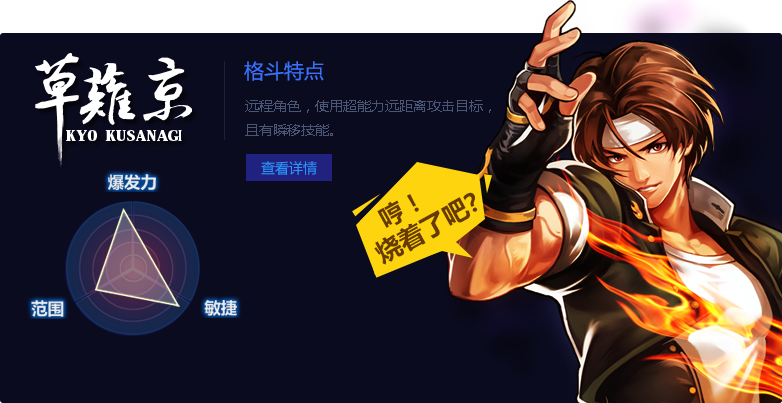 草薙京
KYO KUSANAGI
格斗特点
远程角色，使用超能力远距离攻击目标，
且有瞬移技能。
查看详情
爆发力
范围
敏捷
哼！
烧着了吧？